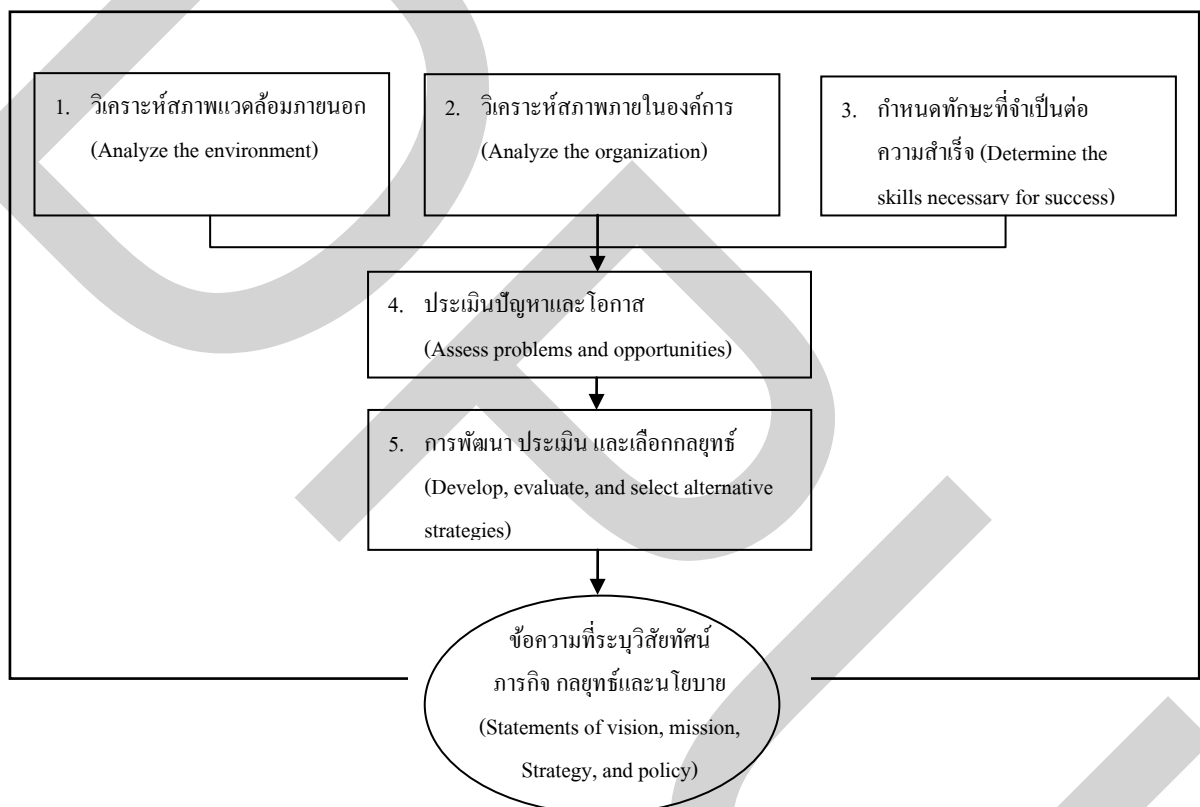 1. วิเคราะห์สภาพแวดล้อมภายนอก
(Analyze the environment)
2. วิเคราะห์สภาพภายในองค์การ
(Analyze the organization)
3. กำหนดทักษะที่จำเป็นต่อ
ความสำเร็จ (Determine the
skills necessary for success)
4. ประเมินปัญหาและโอกาส
(Assess problems and opportunities)
5. การพัฒนา ประเมิน และเลือกกลยุทธ์
(Develop, evaluate, and select alternative
strategies)
ข้อความที่ระบุวิสัยทัศน์
ภารกิจ กลยุทธ์และนโยบาย
(Statements of vision, mission,
Strategy, and policy)